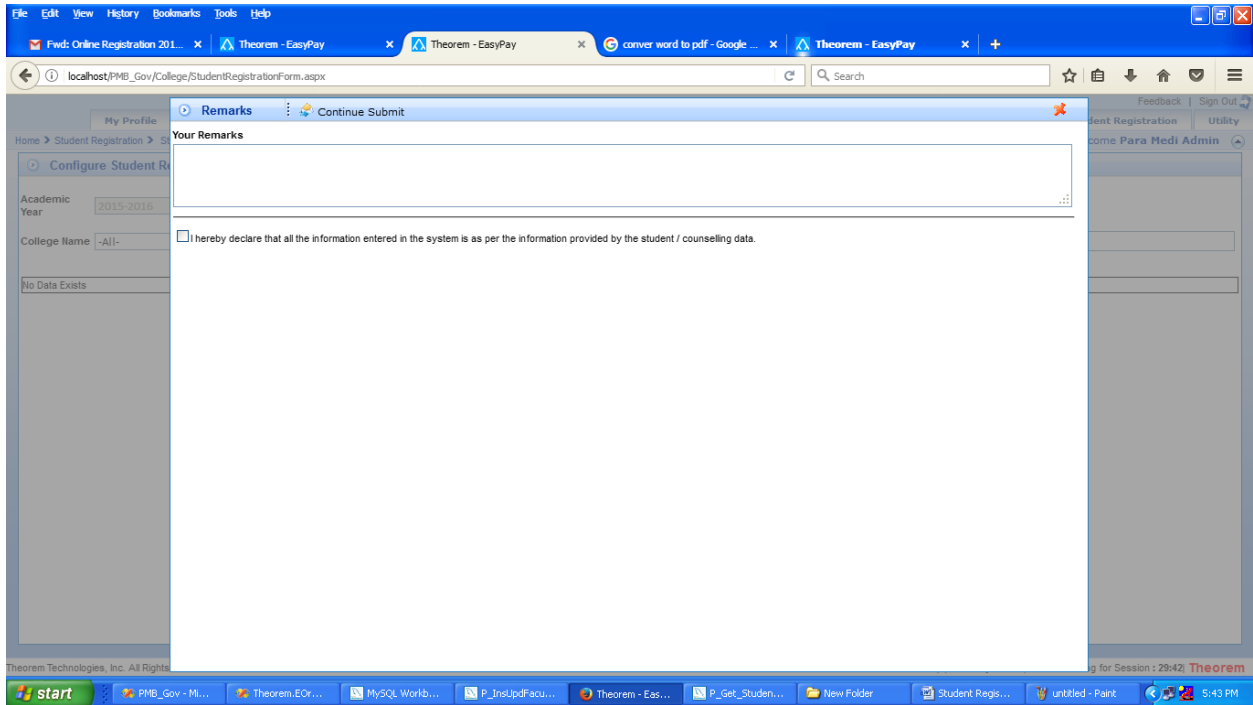 File Edit View History Bookmarks Tools Help
Fwd: Online Registration 201... Theorem - EasyPay Theorem - EasyPay conver word to pdf - Google ... Theorem - EasyPay
localhost/PMB_Gov/College/StudentRegistrationForm.aspx Search
Feedback | Sign Out
My Profile dent Registration Utility
Remarks Continue Submit
Home > Student Registration > St come Para Medi Admin
Your Remarks
Configure Student Re
Academic Year 2015-2016
College Name -All-
I hereby declare that all the information entered in the system is as per the information provided by the student / counselling data.
No Data Exists
Theorem Technologies, Inc. All Rights ng for Session : 29:42| Theorem
start PMB_Gov - Mi... Theorem.EOr... MySQL Workb... P_InsUpdFacu... Theorem - Eas... P_Get_Studen... New Folder Student Regis... untitled - Paint 5:43 PM